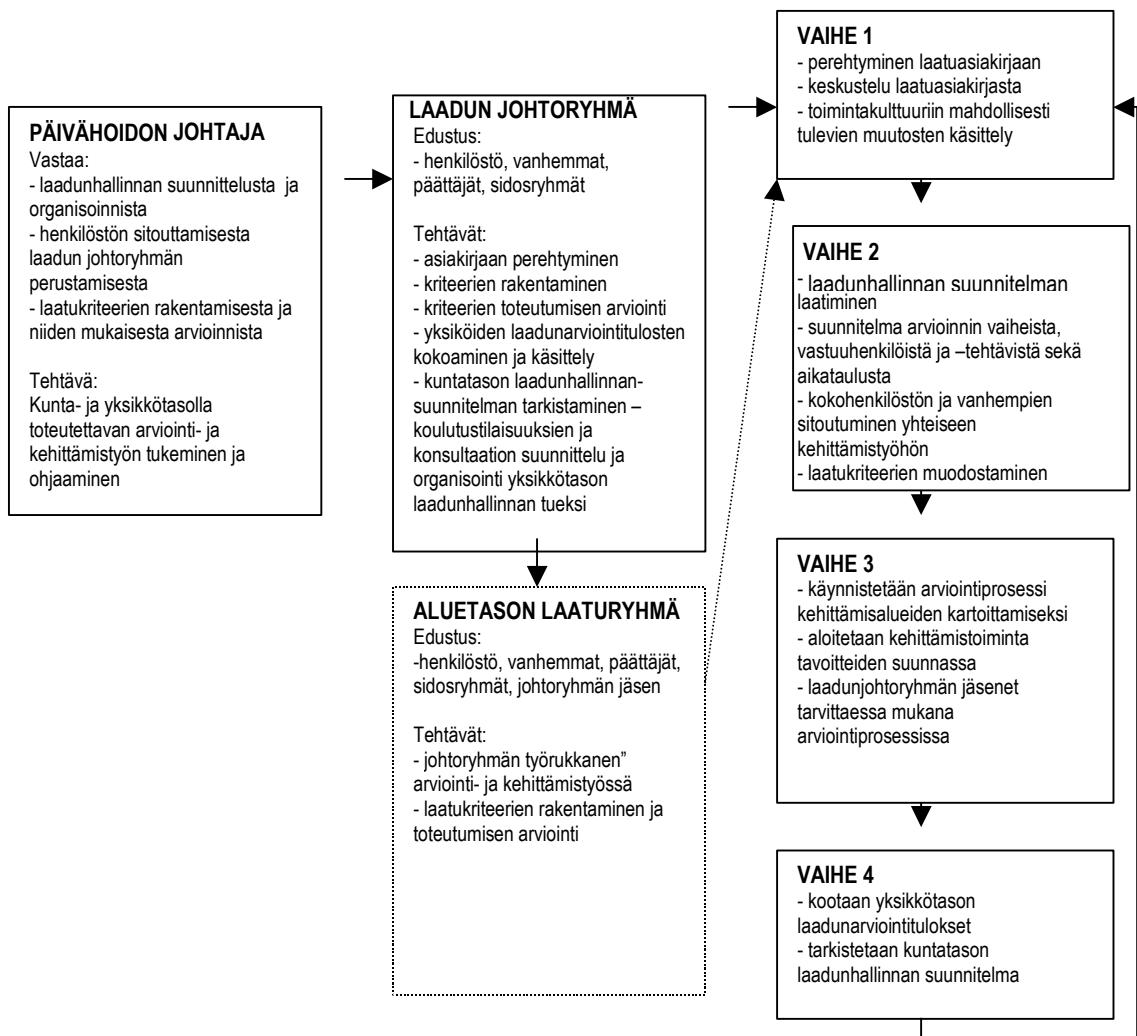 PÄIVÄHOIDON JOHTAJA
Vastaa:
- laadunhallinnan suunnittelusta ja
organisoinnista
- henkilöstön sitouttamisesta
laadun johtoryhmän
perustamisesta
- laatukriteerien rakentamisesta ja
niiden mukaisesta arvioinnista
Tehtävä:
Kunta- ja yksikkötasolla
toteutettavan arviointi- ja
kehittämistyön tukeminen ja
ohjaaminen
LAADUN JOHTORYHMÄ
Edustus:
- henkilöstö, vanhemmat,
päättäjät, sidosryhmät
Tehtävät:
- asiakirjaan perehtyminen
- kriteerien rakentaminen
- kriteerien toteutumisen arviointi
- yksiköiden laadunarviointitulosten
kokoaminen ja käsittely
- kuntatason laadunhallinnan-
suunnitelman tarkistaminen –
koulutustilaisuuksien ja
konsultaation suunnittelu ja
organisointi yksikkötason
laadunhallinnan tueksi
ALUETASON LAATURYHMÄ
Edustus:
-henkilöstö, vanhemmat, päättäjät,
sidosryhmät, johtoryhmän jäsen
Tehtävät:
- johtoryhmän työrukkanen”
arviointi- ja kehittämistyössä
- laatukriteerien rakentaminen ja
toteutumisen arviointi
VAIHE 1
- perehtyminen laatuasiakirjaan
- keskustelu laatuasiakirjasta
- toimintakulttuuriin mahdollisesti
tulevien muutosten käsittely
VAIHE 2
- laadunhallinnan suunnitelman
laatiminen
- suunnitelma arvioinnin vaiheista,
vastuuhenkilöistä ja –tehtävistä sekä
aikataulusta
- kokohenkilöstön ja vanhempien
sitoutuminen yhteiseen
kehittämistyöhön
- laatukriteerien muodostaminen
VAIHE 3
- käynnistetään arviointiprosessi
kehittämisalueiden kartoittamiseksi
- aloitetaan kehittämistoiminta
tavoitteiden suunnassa
- laadunjohtoryhmän jäsenet
tarvittaessa mukana
arviointiprosessissa
VAIHE 4
- kootaan yksikkötason
laadunarviointitulokset
- tarkistetaan kuntatason
laadunhallinnan suunnitelma